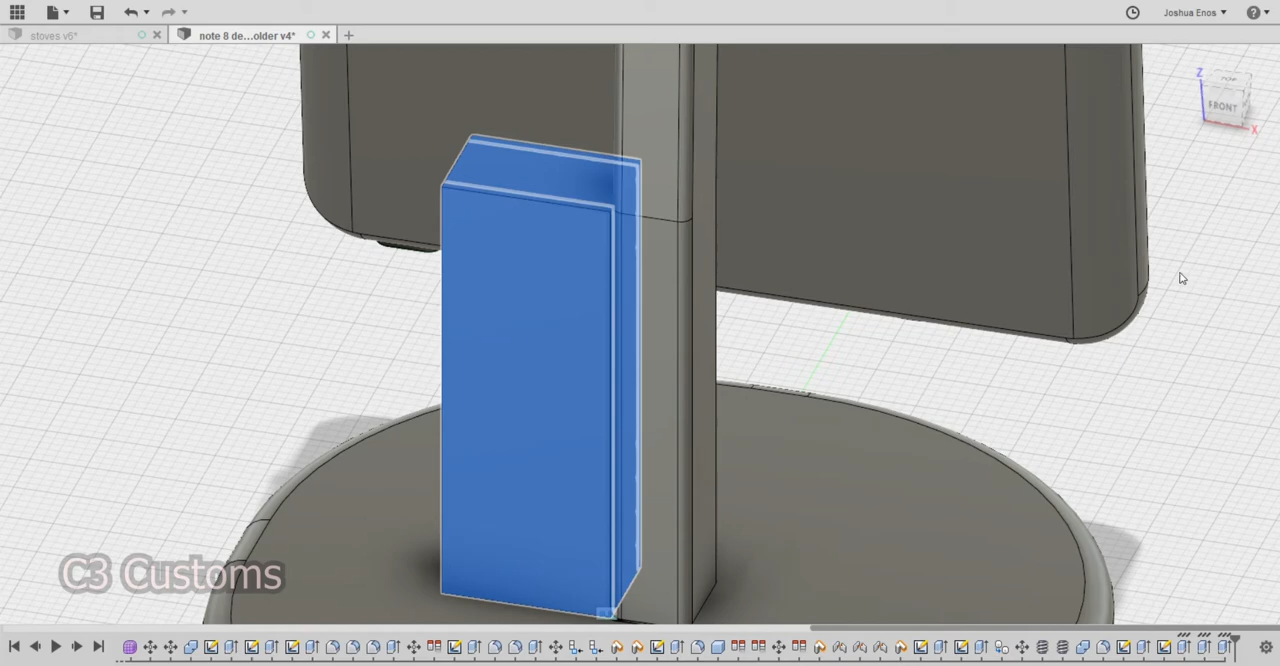 Joshua Enos
stoves v6*
note 8 de...older v4*
Z
FRONT
X
C3 Customs